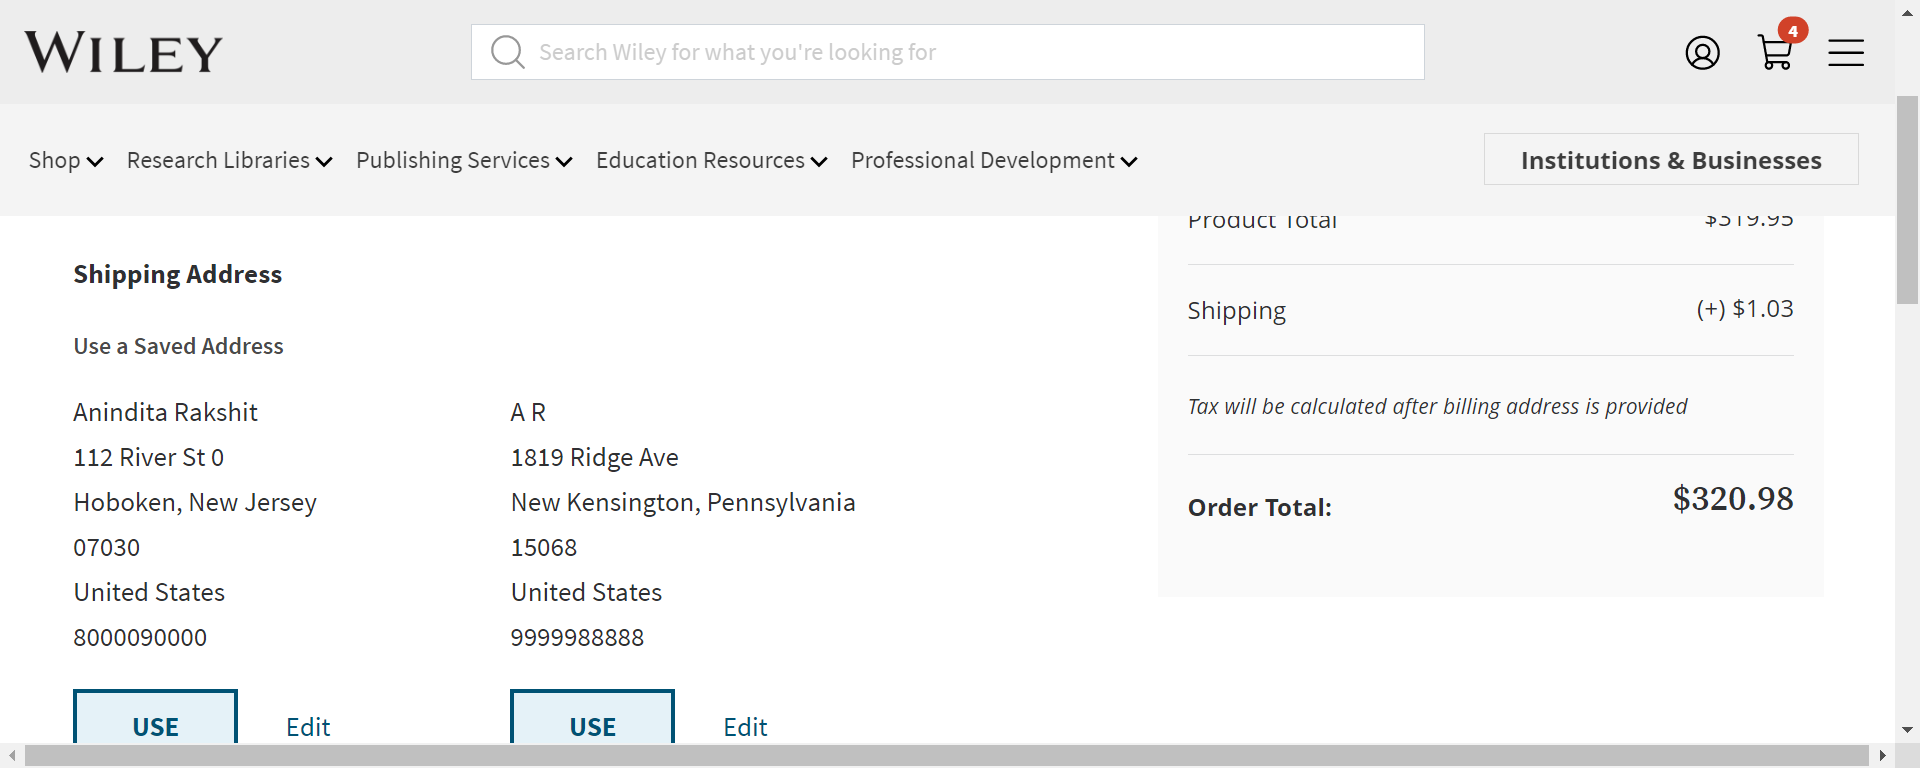 WILEY
Search Wiley for what you're looking for
4
Shop
Research Libraries
Publishing Services
Education Resources
Professional Development
Institutions & Businesses
Product Total
$319.95
Shipping Address
Shipping
(+) $1.03
Use a Saved Address
Tax will be calculated after billing address is provided
Order Total:
$320.98
Anindita Rakshit
112 River St 0
Hoboken, New Jersey
07030
United States
8000090000
USE
Edit
A R
1819 Ridge Ave
New Kensington, Pennsylvania
15068
United States
9999988888
USE
Edit